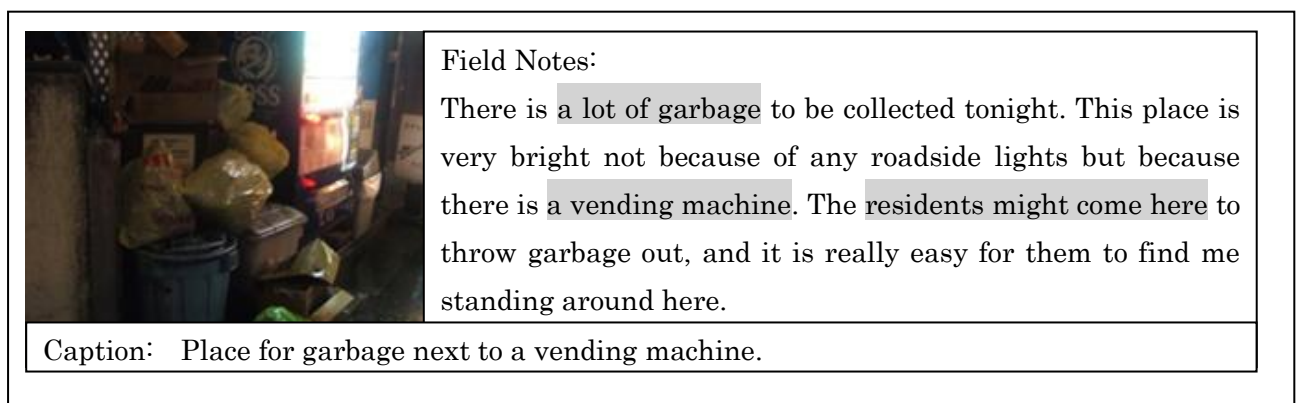 Field Notes:
There is a lot of garbage to be collected tonight. This place is
very bright not because of any roadside lights but because
there is a vending machine. The residents might come here to
throw garbage out, and it is really easy for them to find me
standing around here.
Caption: Place for garbage next to a vending machine.